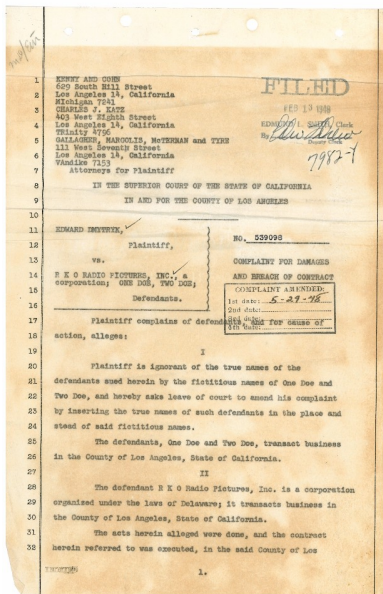 1 KENNY AND COHN
629 South Hill Street
2 Los Angeles 14, California
MIchigan 7241
3 CHARLES J. KATZ
403 West Eighth Street
4 Los Angeles 14, California
TRinity 4796
5 GALLAGHER, MARGOLIS, McTERNAN and TYRE
111 West Seventh Street
6 Los Angeles 14, California
VAndike 7153
7 Attorneys for Plaintiff
FILED
FEB 13 1948
Clerk
By
Deputy Clerk
7982-Y
8 IN THE SUPERIOR COURT OF THE STATE OF CALIFORNIA
9 IN AND FOR THE COUNTY OF LOS ANGELES
10
11 EDWARD DMYTRYK,
12 Plaintiff,
NO. 539098
13 vs.
COMPLAINT FOR DAMAGES
14 R K O RADIO PICTURES, INC., a
AND BREACH OF CONTRACT
corporation; ONE DOE, TWO DOE;
15
16 Defendants.
COMPLAINT AMENDED:
1st date: 5-29-48
2nd date:
3rd date:
4th date:
17 Plaintiff complains of defendants, and for cause of
18 action, alleges:
19 I
20 Plaintiff is ignorant of the true names of the
21 defendants sued herein by the fictitious names of One Doe and
22 Two Doe, and hereby asks leave of court to amend his complaint
23 by inserting the true names of such defendants in the place and
24 stead of said fictitious names.
25 The defendants, One Doe and Two Doe, transact business
26 in the County of Los Angeles, State of California.
27 II
28 The defendant R K O Radio Pictures, Inc. is a corporation
29 organized under the laws of Delaware; it transacts business in
30 the County of Los Angeles, State of California.
31 The acts herein alleged were done, and the contract
32 herein referred to was executed, in the said County of Los
1.